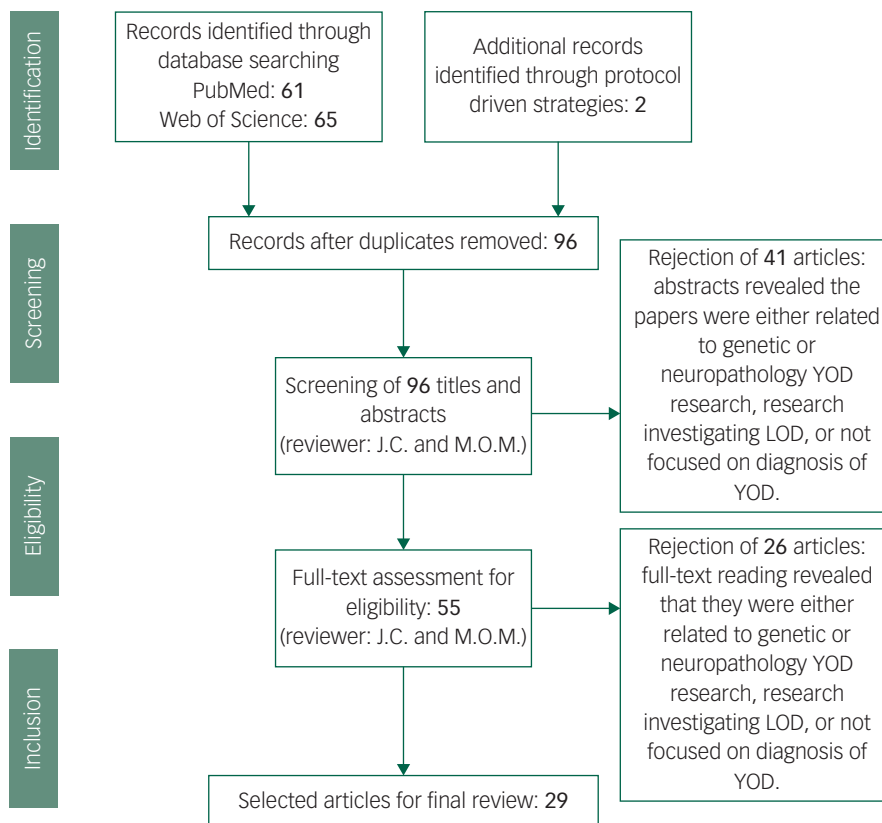 Identification
Records identified through
database searching
PubMed: 61
Web of Science: 65
Additional records
identified through protocol
driven strategies: 2
Screening
Records after duplicates removed: 96
Screening of 96 titles and
abstracts
(reviewer: J.C. and M.O.M.)
Rejection of 41 articles:
abstracts revealed the
papers were either related
to genetic or
neuropathology YOD
research, research
investigating LOD, or not
focused on diagnosis of
YOD.
Eligibility
Full-text assessment for
eligibility: 55
(reviewer: J.C. and M.O.M.)
Rejection of 26 articles:
full-text reading revealed
that they were either
related to genetic or
neuropathology YOD
research, research
investigating LOD, or not
focused on diagnosis of
YOD.
Inclusion
Selected articles for final review: 29